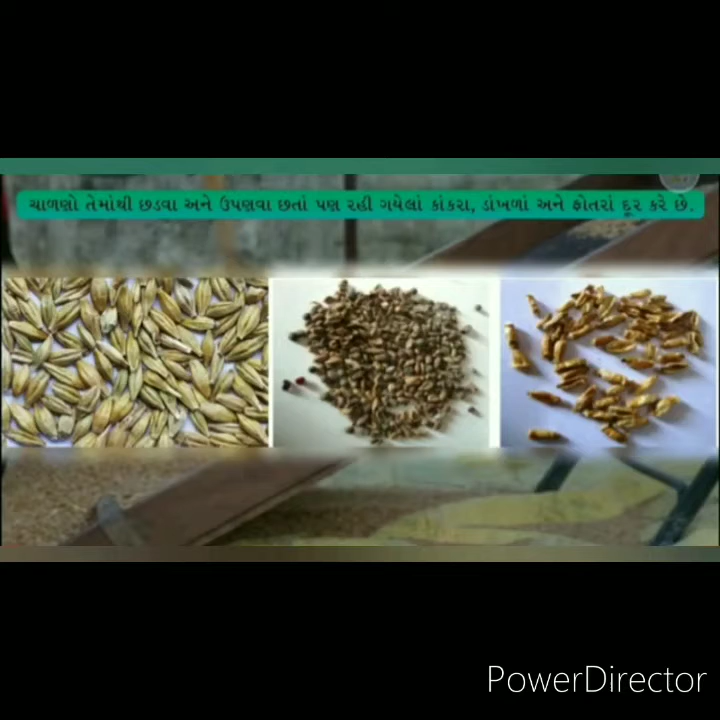 ચાળણો તેમાંથી છડવા અને ઉપણવા છતાં પણ રહી ગયેલાં કાંકરા, ડાંખળાં અને ફોતરાં દૂર કરે છે.
PowerDirector